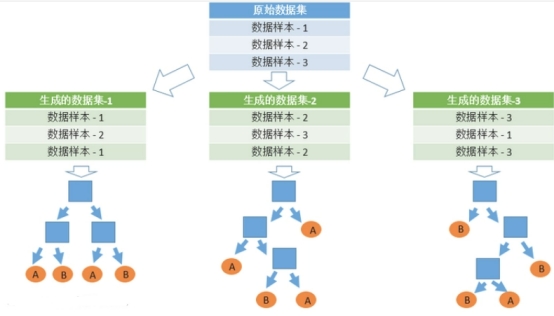 原始数据集
数据样本 - 1
数据样本 - 2
数据样本 - 3
生成的数据集-1
数据样本 - 1
数据样本 - 2
数据样本 - 1
生成的数据集-2
数据样本 - 2
数据样本 - 3
数据样本 - 2
生成的数据集-3
数据样本 - 3
数据样本 - 1
数据样本 - 3
A B A B
A
A
B A
B
B
B A